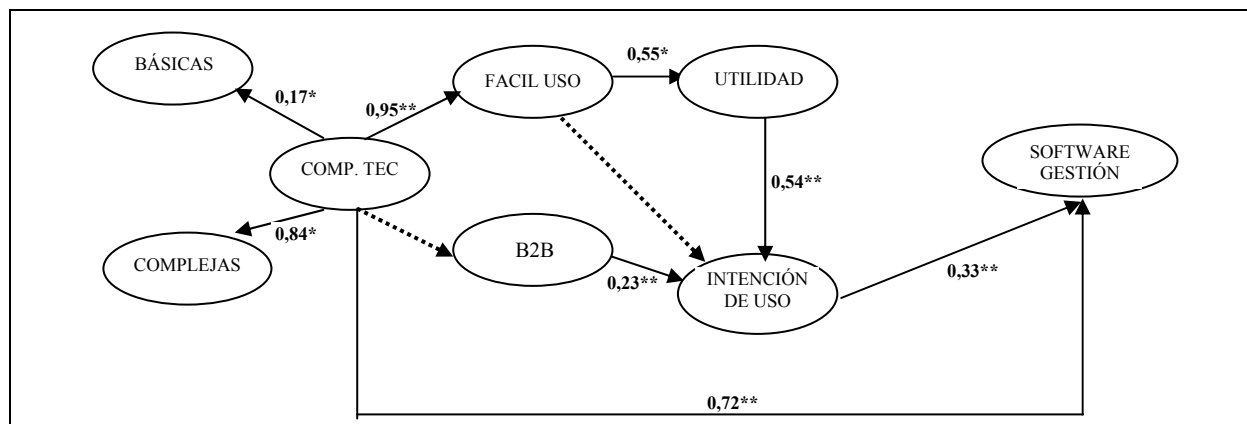 BÁSICAS
0,17*
0,95**
FACIL USO
0,55*
UTILIDAD
COMP. TEC
0,84*
COMPLEJAS
B2B
0,23**
0,54**
INTENCIÓN
DE USO
0,33**
SOFTWARE
GESTIÓN
0,72**